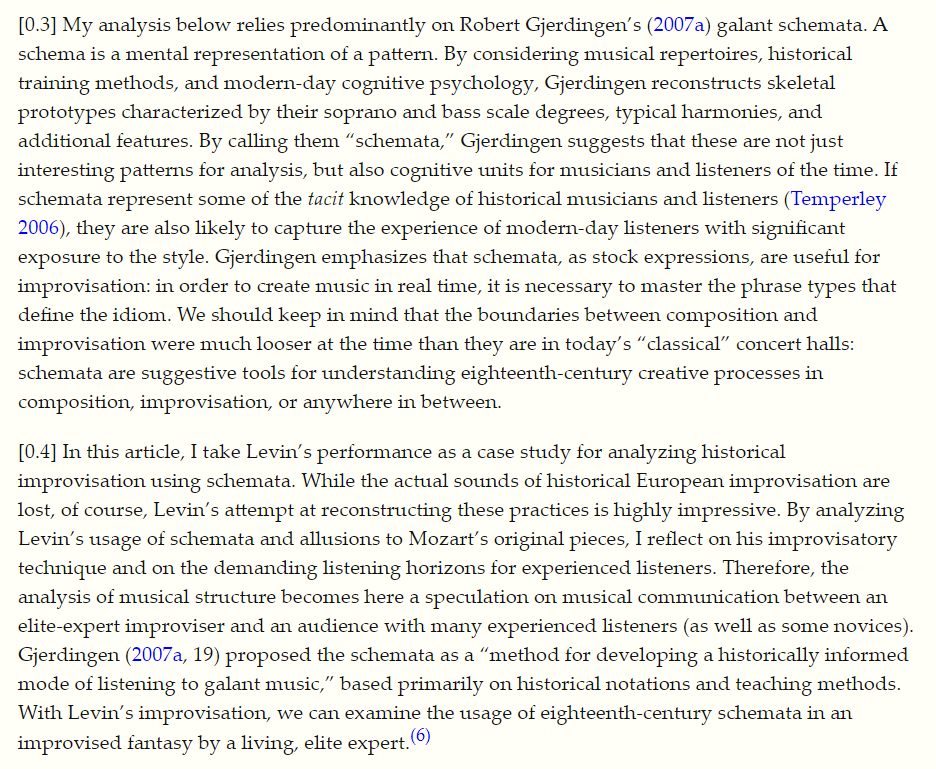 [0.3] My analysis below relies predominantly on Robert Gjerdingen’s (2007a) galant schemata. A
schema is a mental representation of a pattern. By considering musical repertoires, historical
training methods, and modern-day cognitive psychology, Gjerdingen reconstructs skeletal
prototypes characterized by their soprano and bass scale degrees, typical harmonies, and
additional features. By calling them “schemata,” Gjerdingen suggests that these are not just
interesting patterns for analysis, but also cognitive units for musicians and listeners of the time. If
schemata represent some of the tacit knowledge of historical musicians and listeners (Temperley
2006), they are also likely to capture the experience of modern-day listeners with significant
exposure to the style. Gjerdingen emphasizes that schemata, as stock expressions, are useful for
improvisation: in order to create music in real time, it is necessary to master the phrase types that
define the idiom. We should keep in mind that the boundaries between composition and
improvisation were much looser at the time than they are in today’s “classical” concert halls:
schemata are suggestive tools for understanding eighteenth-century creative processes in
composition, improvisation, or anywhere in between.
[0.4] In this article, I take Levin’s performance as a case study for analyzing historical
improvisation using schemata. While the actual sounds of historical European improvisation are
lost, of course, Levin’s attempt at reconstructing these practices is highly impressive. By analyzing
Levin’s usage of schemata and allusions to Mozart’s original pieces, I reflect on his improvisatory
technique and on the demanding listening horizons for experienced listeners. Therefore, the
analysis of musical structure becomes here a speculation on musical communication between an
elite-expert improviser and an audience with many experienced listeners (as well as some novices).
Gjerdingen (2007a, 19) proposed the schemata as a “method for developing a historically informed
mode of listening to galant music,” based primarily on historical notations and teaching methods.
With Levin’s improvisation, we can examine the usage of eighteenth-century schemata in an
improvised fantasy by a living, elite expert.(6)